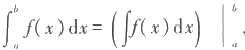 ∫_a^b f(x)dx = (∫f(x)dx) |_a^b,